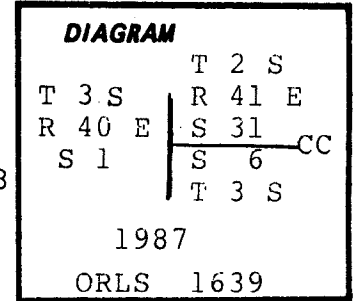 DIAGRAM
T 2 S
T 3 S R 41 E
R 40 E S 31
CC
S 1 S 6
T 3 S
1987
ORLS 1639